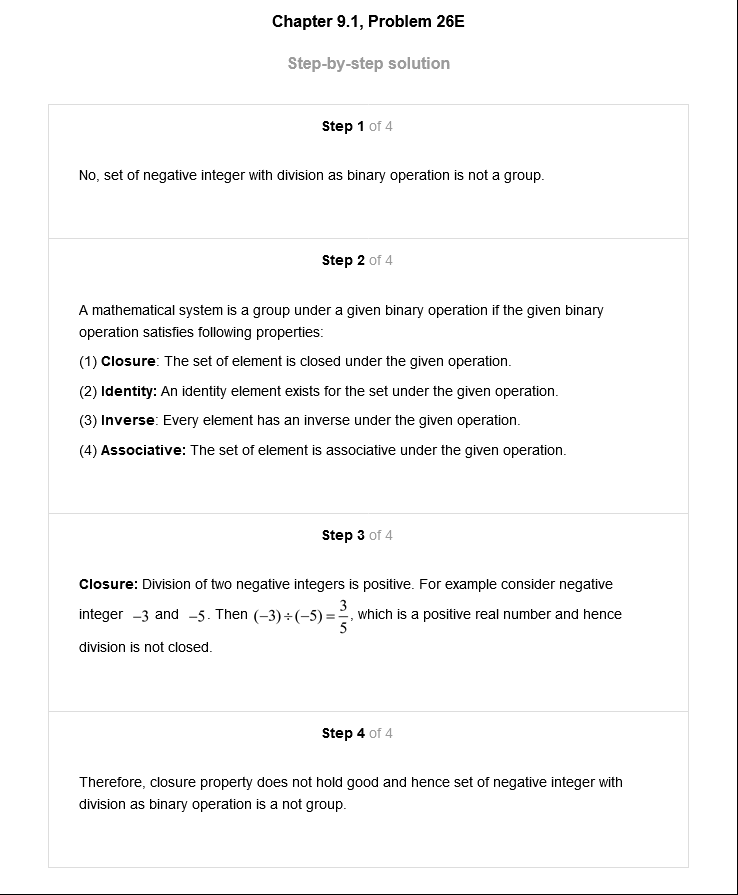 Chapter 9.1, Problem 26E
Step-by-step solution
Step 1 of 4
No, set of negative integer with division as binary operation is not a group.
Step 2 of 4
A mathematical system is a group under a given binary operation if the given binary
operation satisfies following properties:
(1) Closure: The set of element is closed under the given operation.
(2) Identity: An identity element exists for the set under the given operation.
(3) Inverse: Every element has an inverse under the given operation.
(4) Associative: The set of element is associative under the given operation.
Step 3 of 4
Closure: Division of two negative integers is positive. For example consider negative
integer −3 and −5. Then (−3)÷(−5)=3/5, which is a positive real number and hence
division is not closed.
Step 4 of 4
Therefore, closure property does not hold good and hence set of negative integer with
division as binary operation is a not group.